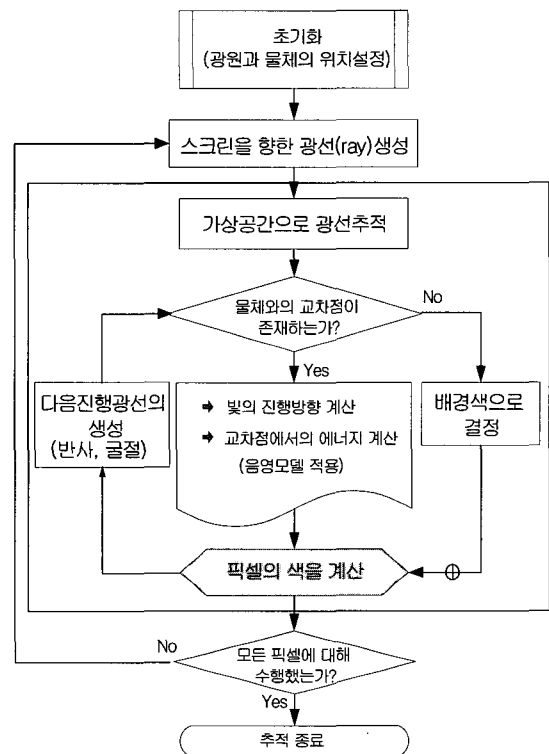 초기화
(광원과 물체의 위치설정)
스크린을 향한 광선(ray)생성
가상공간으로 광선추적
물체와의 교차점이
존재하는가?
No
Yes
다음진행광선의
생성
(반사, 굴절)
➔ 빛의 진행방향 계산
➔ 교차점에서의 에너지 계산
(음영모델 적용)
배경색으로
결정
픽셀의 색을 계산
No
모든 픽셀에 대해
수행했는가?
Yes
추적 종료